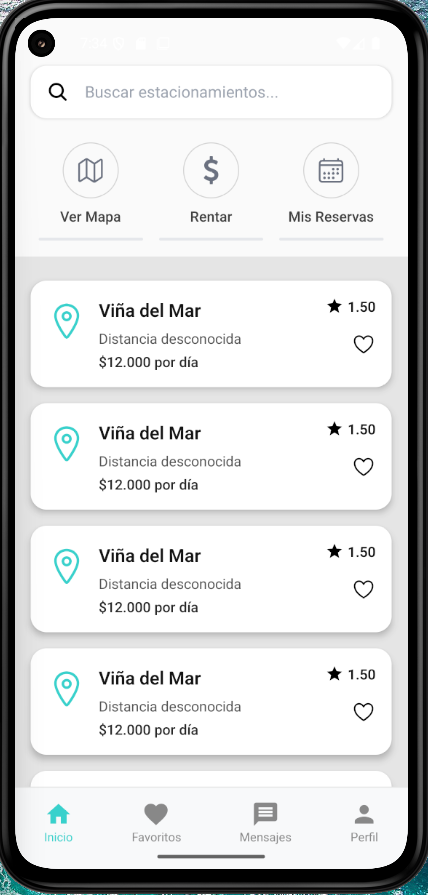 Buscar estacionamientos...
Ver Mapa
Rentar
Mis Reservas
Viña del Mar
1.50
Distancia desconocida
$12.000 por día
Viña del Mar
1.50
Distancia desconocida
$12.000 por día
Viña del Mar
1.50
Distancia desconocida
$12.000 por día
Viña del Mar
1.50
Distancia desconocida
$12.000 por día
Inicio
Favoritos
Mensajes
Perfil